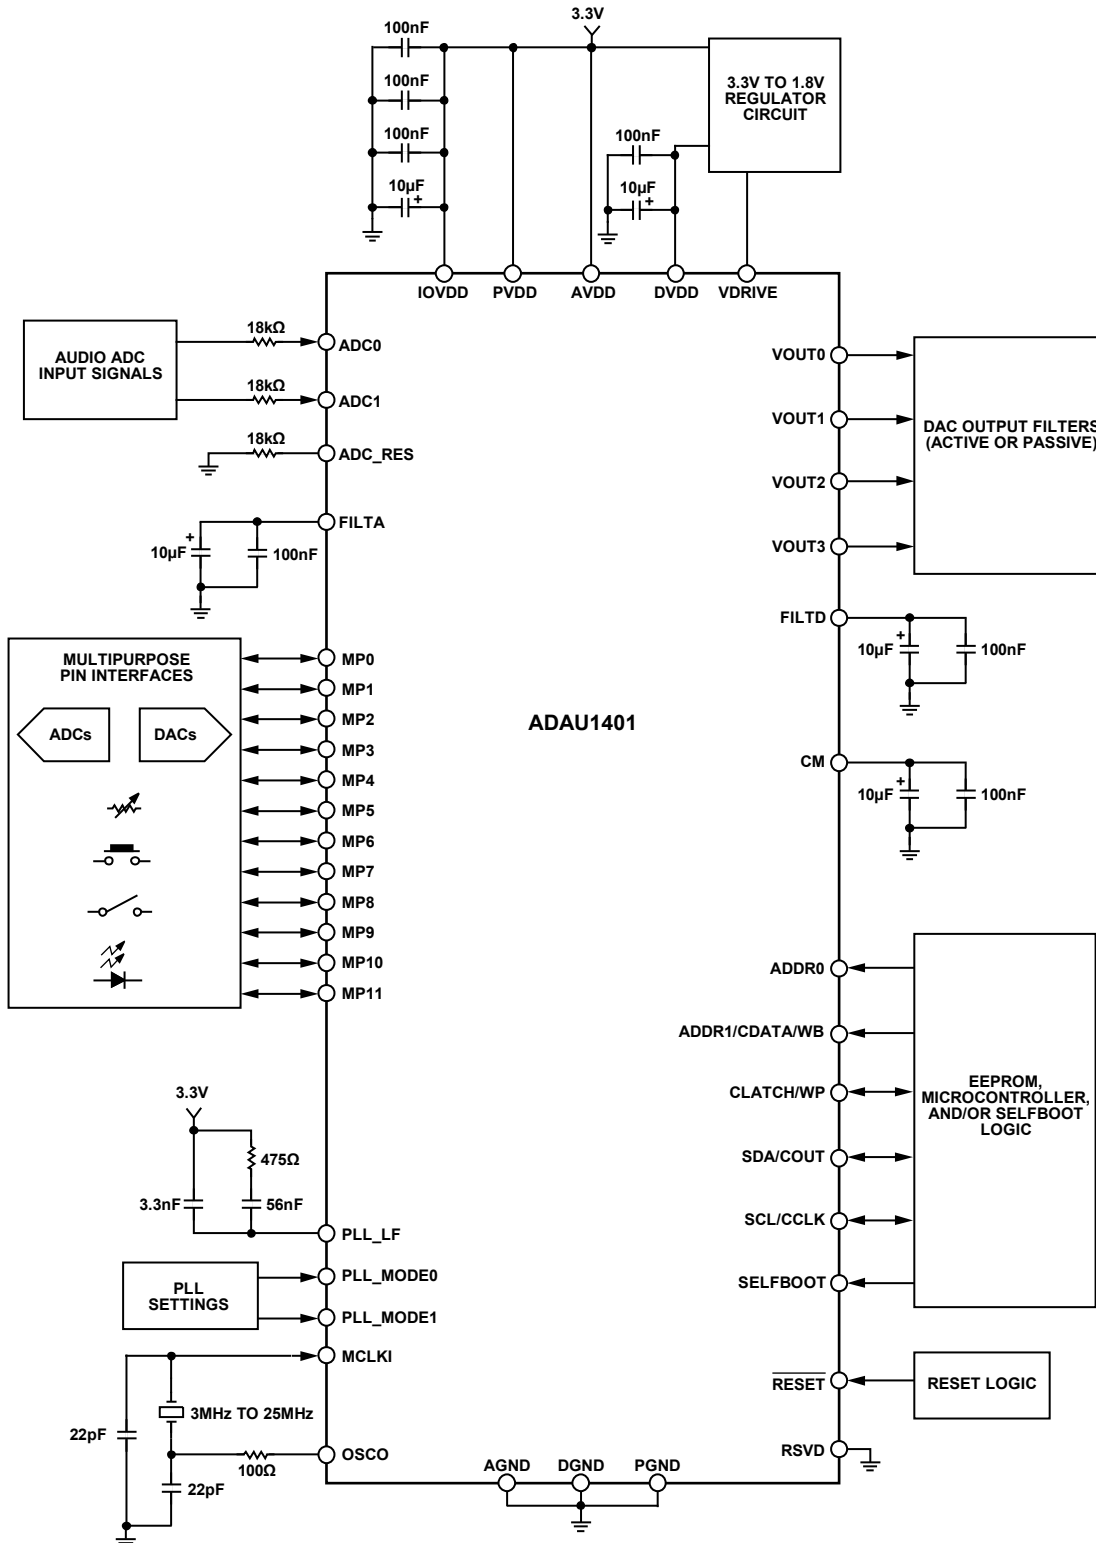 3.3V
100nF
100nF
100nF
10µF
+
3.3V TO 1.8V
REGULATOR
CIRCUIT
100nF
10µF
+
IOVDD
PVDD
AVDD
DVDD
VDRIVE
AUDIO ADC
INPUT SIGNALS
18kΩ
ADC0
18kΩ
ADC1
18kΩ
ADC_RES
FILTA
+
10µF
100nF
MULTIPURPOSE
PIN INTERFACES
ADCs
DACs
MP0
MP1
MP2
MP3
MP4
MP5
MP6
MP7
MP8
MP9
MP10
MP11
ADAU1401
3.3V
475Ω
3.3nF
56nF
PLL_LF
PLL
SETTINGS
PLL_MODE0
PLL_MODE1
MCLKI
3MHz TO 25MHz
22pF
100Ω
OSCO
22pF
AGND
DGND
PGND
VOUT0
VOUT1
VOUT2
VOUT3
DAC OUTPUT FILTERS
(ACTIVE OR PASSIVE)
FILTD
+
10µF
100nF
CM
+
10µF
100nF
ADDR0
ADDR1/CDATA/WB
CLATCH/WP
SDA/COUT
SCL/CCLK
SELFBOOT
EEPROM,
MICROCONTROLLER,
AND/OR SELFBOOT
LOGIC
RESET
RESET LOGIC
RSVD